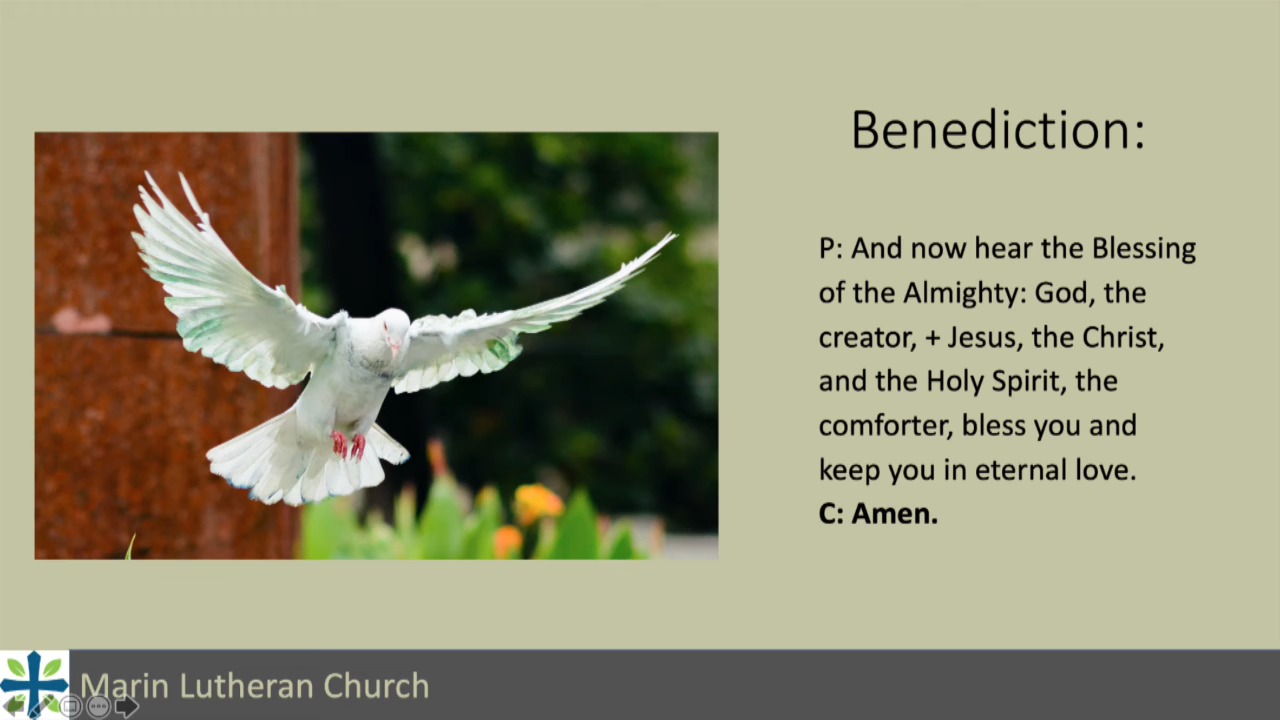 Benediction:
P: And now hear the Blessing
of the Almighty: God, the
creator, + Jesus, the Christ,
and the Holy Spirit, the
comforter, bless you and
keep you in eternal love.
C: Amen.
Marin Lutheran Church